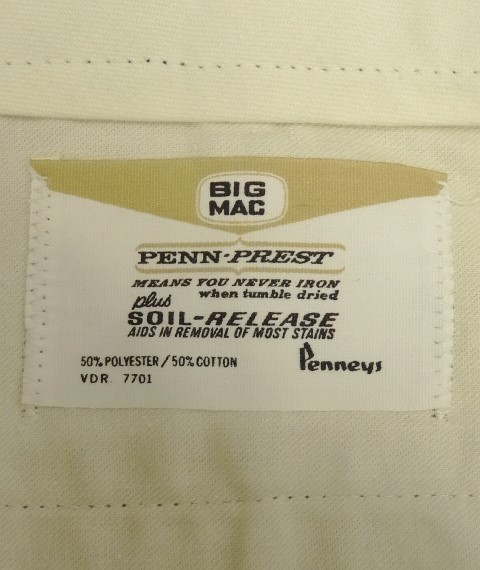 BIG
MAC
PENN-PREST
MEANS YOU NEVER IRON
plus when tumble dried
SOIL-RELEASE
AIDS IN REMOVAL OF MOST STAINS
50% POLYESTER / 50% COTTON
VDR 7701
Penneys